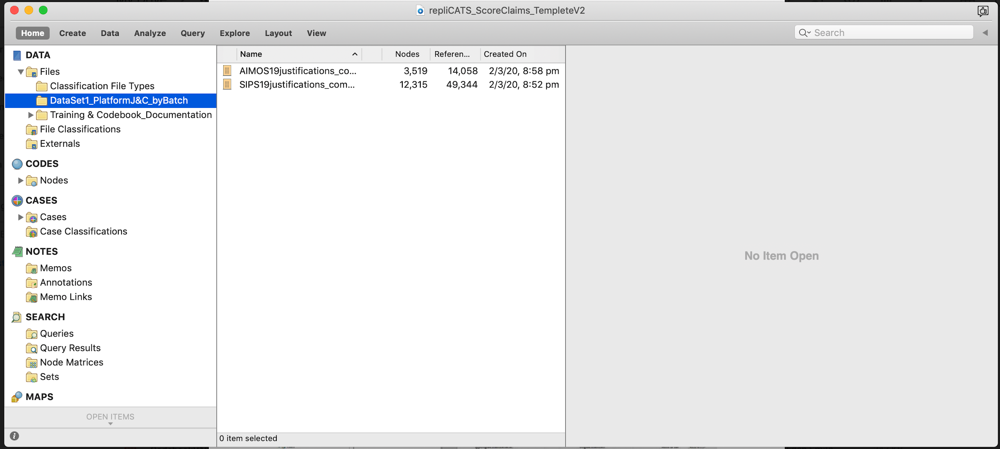 repliCATS_ScoreClaims_TempleteV2
Home Create Data Analyze Query Explore Layout View
Search
DATA
Files
Classification File Types
DataSet1_PlatformJ&C_byBatch
Training & Codebook_Documentation
File Classifications
Externals
CODES
Nodes
CASES
Cases
Case Classifications
NOTES
Memos
Annotations
Memo Links
SEARCH
Queries
Query Results
Node Matrices
Sets
MAPS
OPEN ITEMS
Name Nodes Referen... Created On
AIMOS19justifications_co... 3,519 14,058 2/3/20, 8:58 pm
SIPS19justifications_com... 12,315 49,344 2/3/20, 8:52 pm
0 item selected
No Item Open